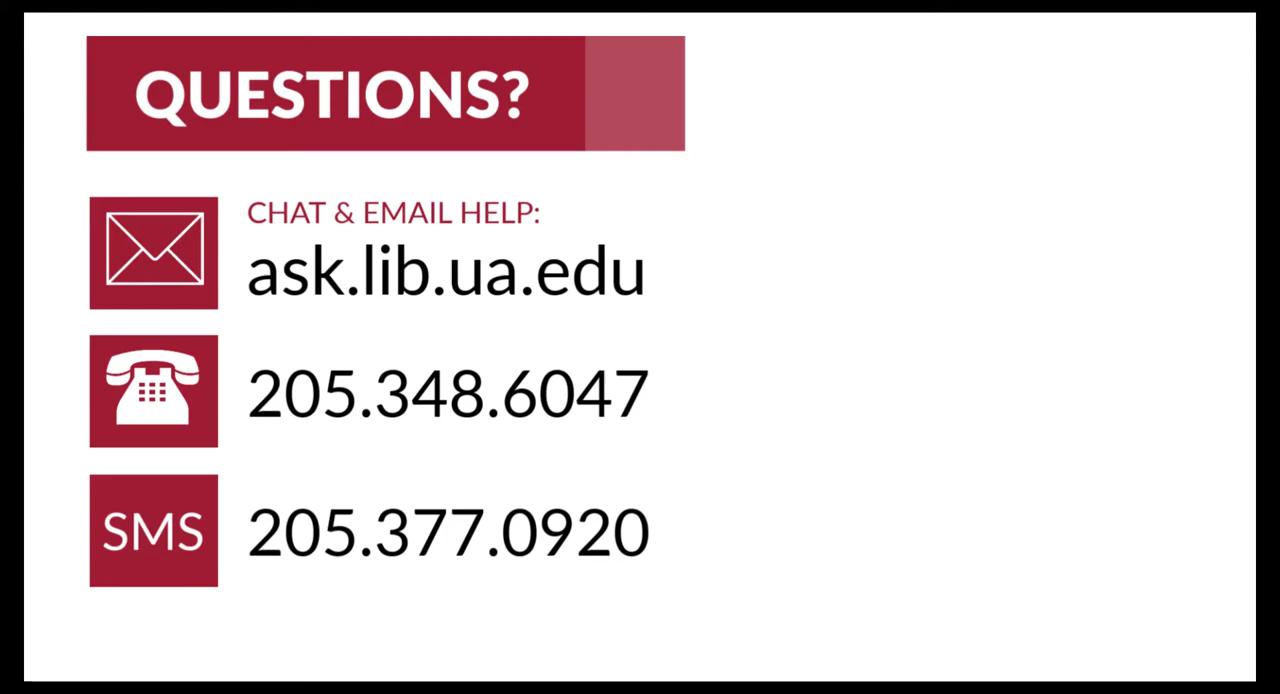 QUESTIONS?
CHAT & EMAIL HELP:
ask.lib.ua.edu
205.348.6047
SMS 205.377.0920